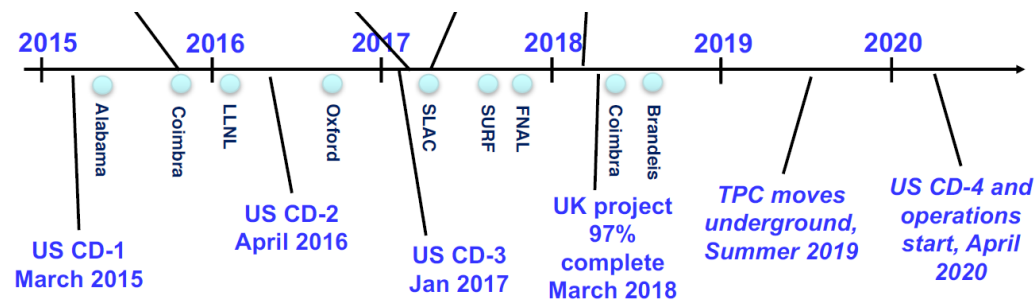 2015
2016
2017
2018
2019
2020
Alabama
Coimbra
LLNL
Oxford
SLAC
SURF
FNAL
Coimbra
Brandeis
US CD-1
March 2015
US CD-2
April 2016
US CD-3
Jan 2017
UK project
97%
complete
March 2018
TPC moves
underground,
Summer 2019
US CD-4 and
operations
start, April
2020